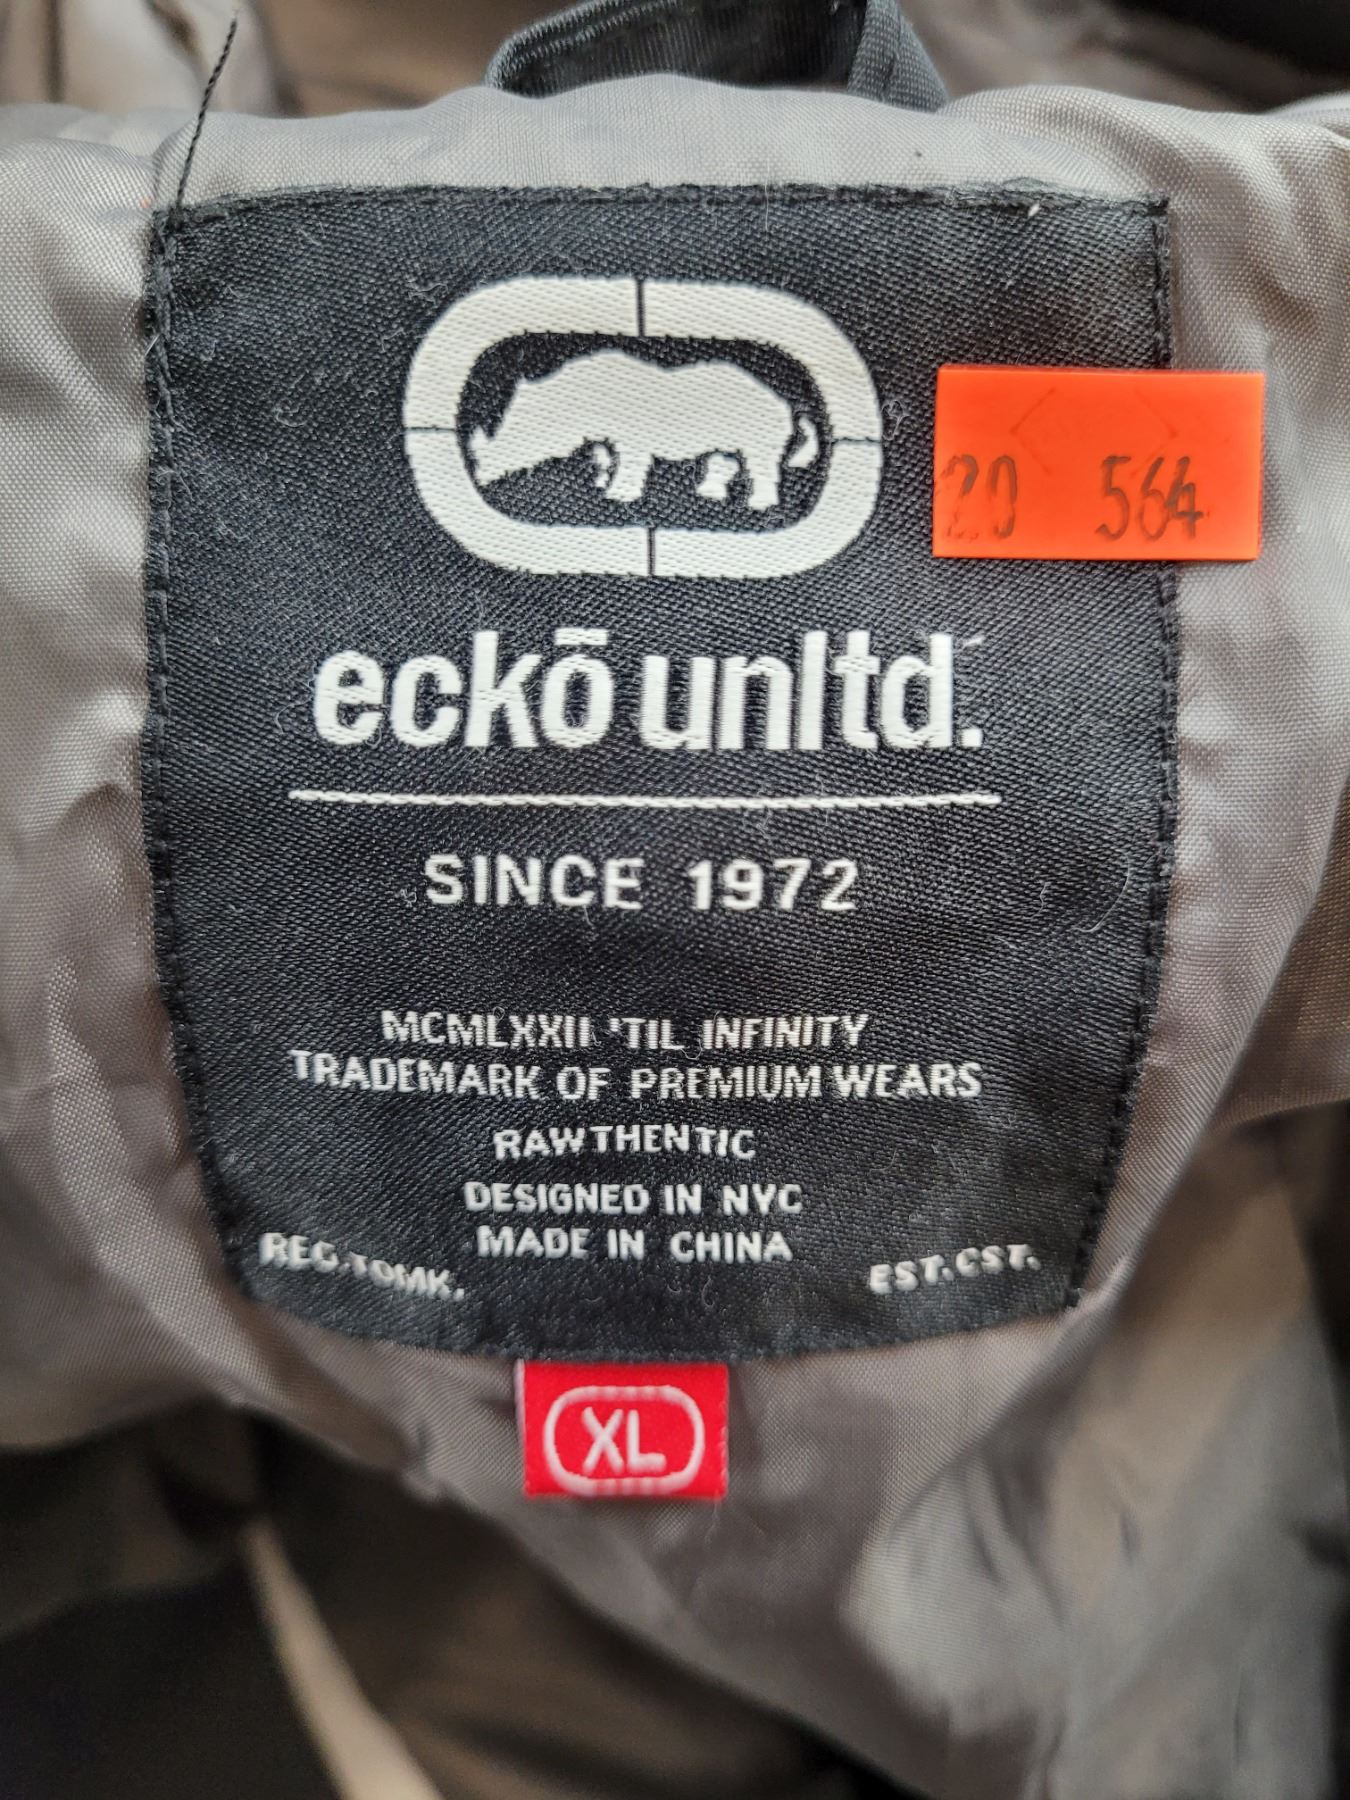 20 564
eckō unltd.
SINCE 1972
MCMLXXII 'TIL INFINITY
TRADEMARK OF PREMIUM WEARS
RAWTHENTIC
DESIGNED IN NYC
MADE IN CHINA
REG.TDMK.
EST.CST.
XL